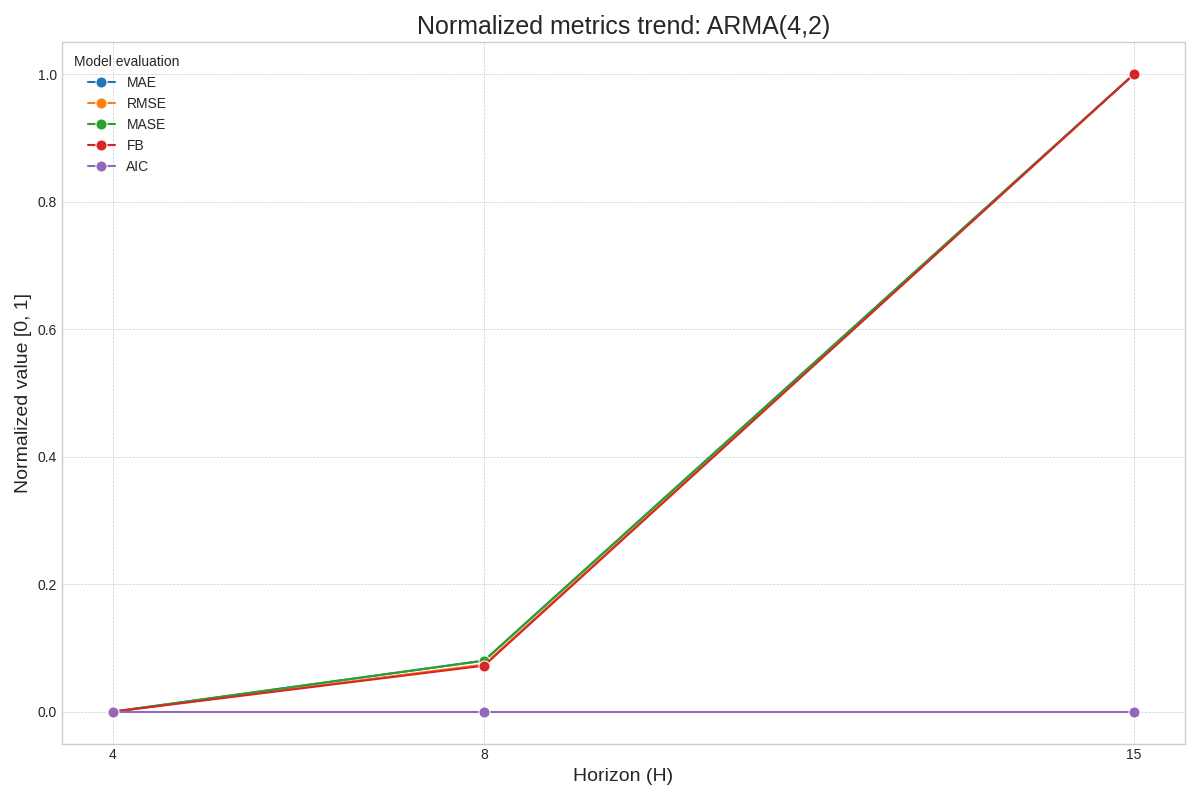 Normalized metrics trend: ARMA(4,2)
Model evaluation
MAE
RMSE
MASE
FB
AIC
1.0
0.8
0.6
0.4
0.2
0.0
Normalized value [0, 1]
4
8
15
Horizon (H)